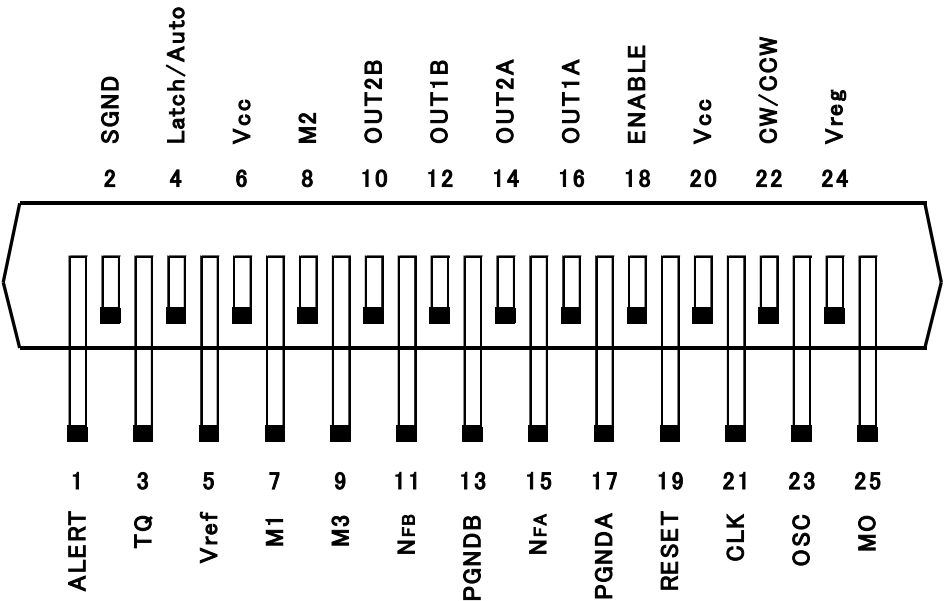 SGND Latch/Auto Vcc M2 OUT2B OUT1B OUT2A OUT1A ENABLE Vcc CW/CCW Vreg
2 4 6 8 10 12 14 16 18 20 22 24
1 3 5 7 9 11 13 15 17 19 21 23 25
ALERT TQ Vref M1 M3 NFB PGNDB NFA PGNDA RESET CLK OSC MO